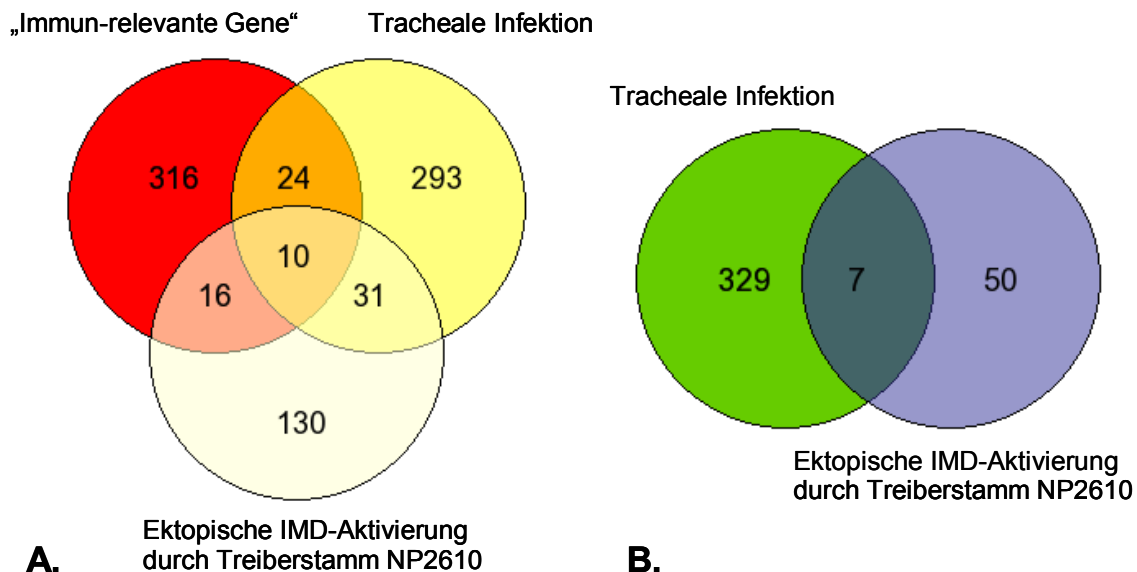 „Immun-relevante Gene“
Tracheale Infektion
316
24
293
10
16
31
130
Ektopische IMD-Aktivierung
durch Treiberstamm NP2610
A.
Tracheale Infektion
329
7
50
Ektopische IMD-Aktivierung
durch Treiberstamm NP2610
B.